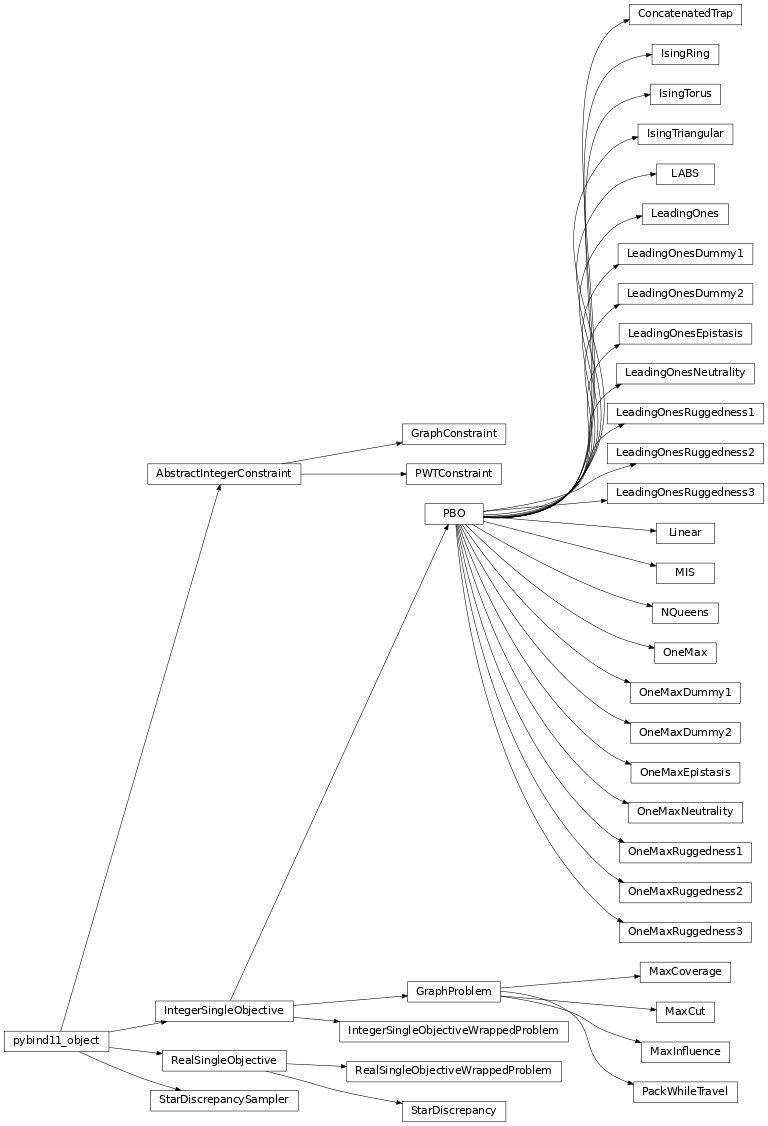 ConcatenatedTrap
IsingRing
IsingTorus
IsingTriangular
LABS
LeadingOnes
LeadingOnesDummy1
LeadingOnesDummy2
LeadingOnesEpistasis
LeadingOnesNeutrality
LeadingOnesRuggedness1
GraphConstraint
LeadingOnesRuggedness2
AbstractIntegerConstraint
PWTConstraint
LeadingOnesRuggedness3
PBO
Linear
MIS
NQueens
OneMax
OneMaxDummy1
OneMaxDummy2
OneMaxEpistasis
OneMaxNeutrality
OneMaxRuggedness1
OneMaxRuggedness2
OneMaxRuggedness3
MaxCoverage
GraphProblem
IntegerSingleObjective
MaxCut
IntegerSingleObjectiveWrappedProblem
pybind11_object
MaxInfluence
RealSingleObjective
RealSingleObjectiveWrappedProblem
PackWhileTravel
StarDiscrepancySampler
StarDiscrepancy